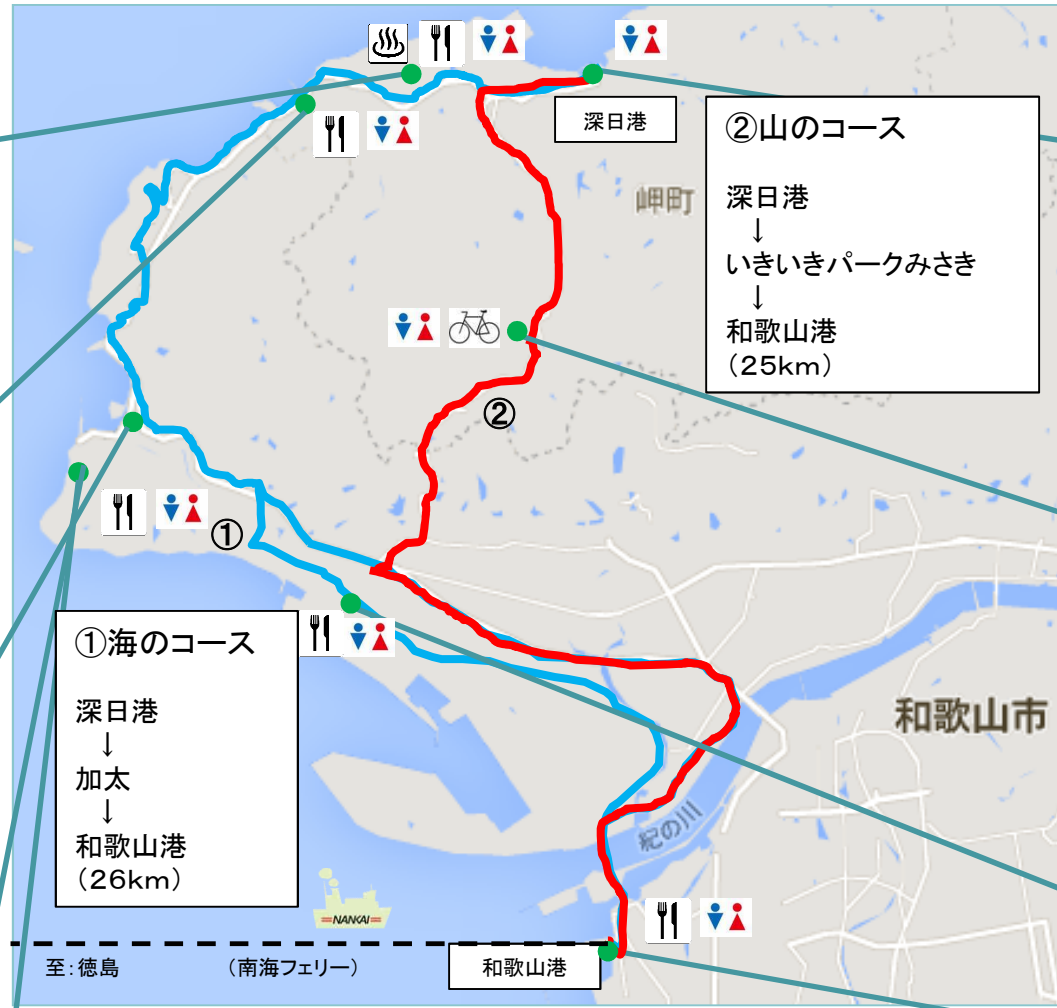 深日港
②山のコース
深日港
↓
いきいきパークみさき
↓
和歌山港
(25km)
岬町
②
①
①海のコース
深日港
↓
加太
↓
和歌山港
(26km)
和歌山市
紀の川
NANKAI
至:徳島
(南海フェリー)
和歌山港